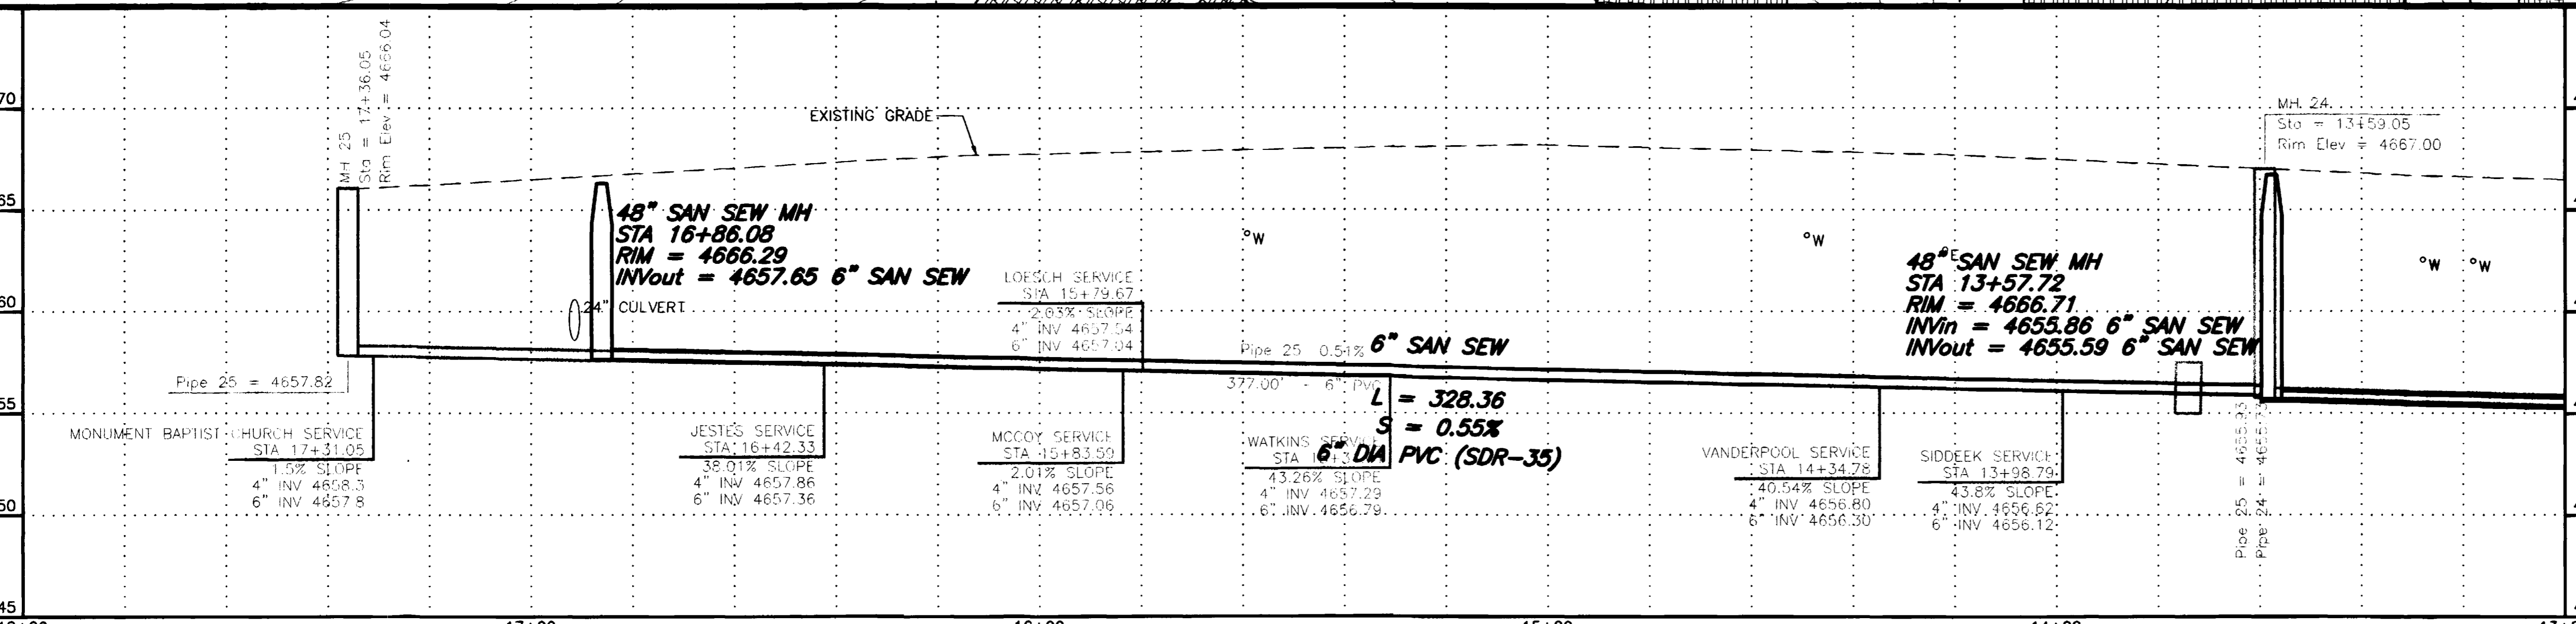 70
65
60
55
50
45
MH 25
Sta = 17+36.05
Rim Elev = 4666.04
EXISTING GRADE
48" SAN SEW MH
STA 16+86.08
RIM = 4666.29
INVout = 4657.65 6" SAN SEW
24" CULVERT
Pipe 25 = 4657.82
MONUMENT BAPTIST CHURCH SERVICE
STA 17+31.05
1.5% SLOPE
4" INV 4658.3
6" INV 4657.8
JESTES SERVICE
STA 16+42.33
38.01% SLOPE
4" INV 4657.86
6" INV 4657.36
LOESCH SERVICE
STA 15+79.67
2.03% SLOPE
4" INV 4657.54
6" INV 4657.04
MCCOY SERVICE
STA 15+83.59
2.01% SLOPE
4" INV 4657.56
6" INV 4657.06
W
Pipe 25 0.51%
377.00' - 6" PVC
6" SAN SEW
L = 328.36
S = 0.55%
6" DIA PVC (SDR-35)
WATKINS SERVICE
STA
43.26% SLOPE
4" INV 4657.29
6" INV 4656.79
W
VANDERPOOL SERVICE
STA 14+34.78
40.54% SLOPE
4" INV 4656.80
6" INV 4656.30
E
48" SAN SEW MH
STA 13+57.72
RIM = 4666.71
INVin = 4655.86 6" SAN SEW
INVout = 4655.59 6" SAN SEW
SIDDEEK SERVICE
STA 13+98.79
43.8% SLOPE
4" INV 4656.62
6" INV 4656.12
MH 24
Sta = 13+59.05
Rim Elev = 4667.00
Pipe 25 =
Pipe 24 =
W
W